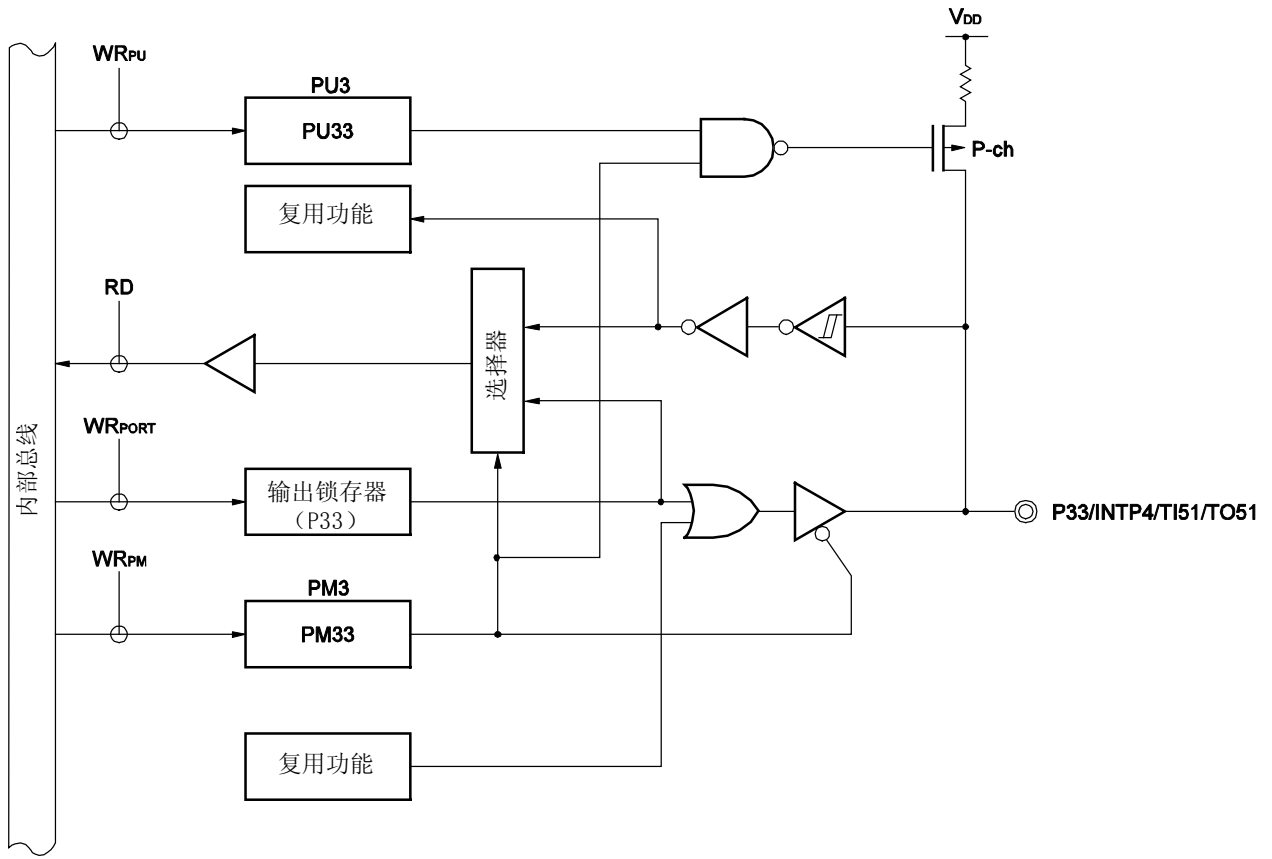 VDD
WRPU
PU3
PU33
P-ch
复用功能
RD
选择器
WRPORT
内部总线
输出锁存器
（P33）
P33/INTP4/TI51/TO51
WRPM
PM3
PM33
复用功能